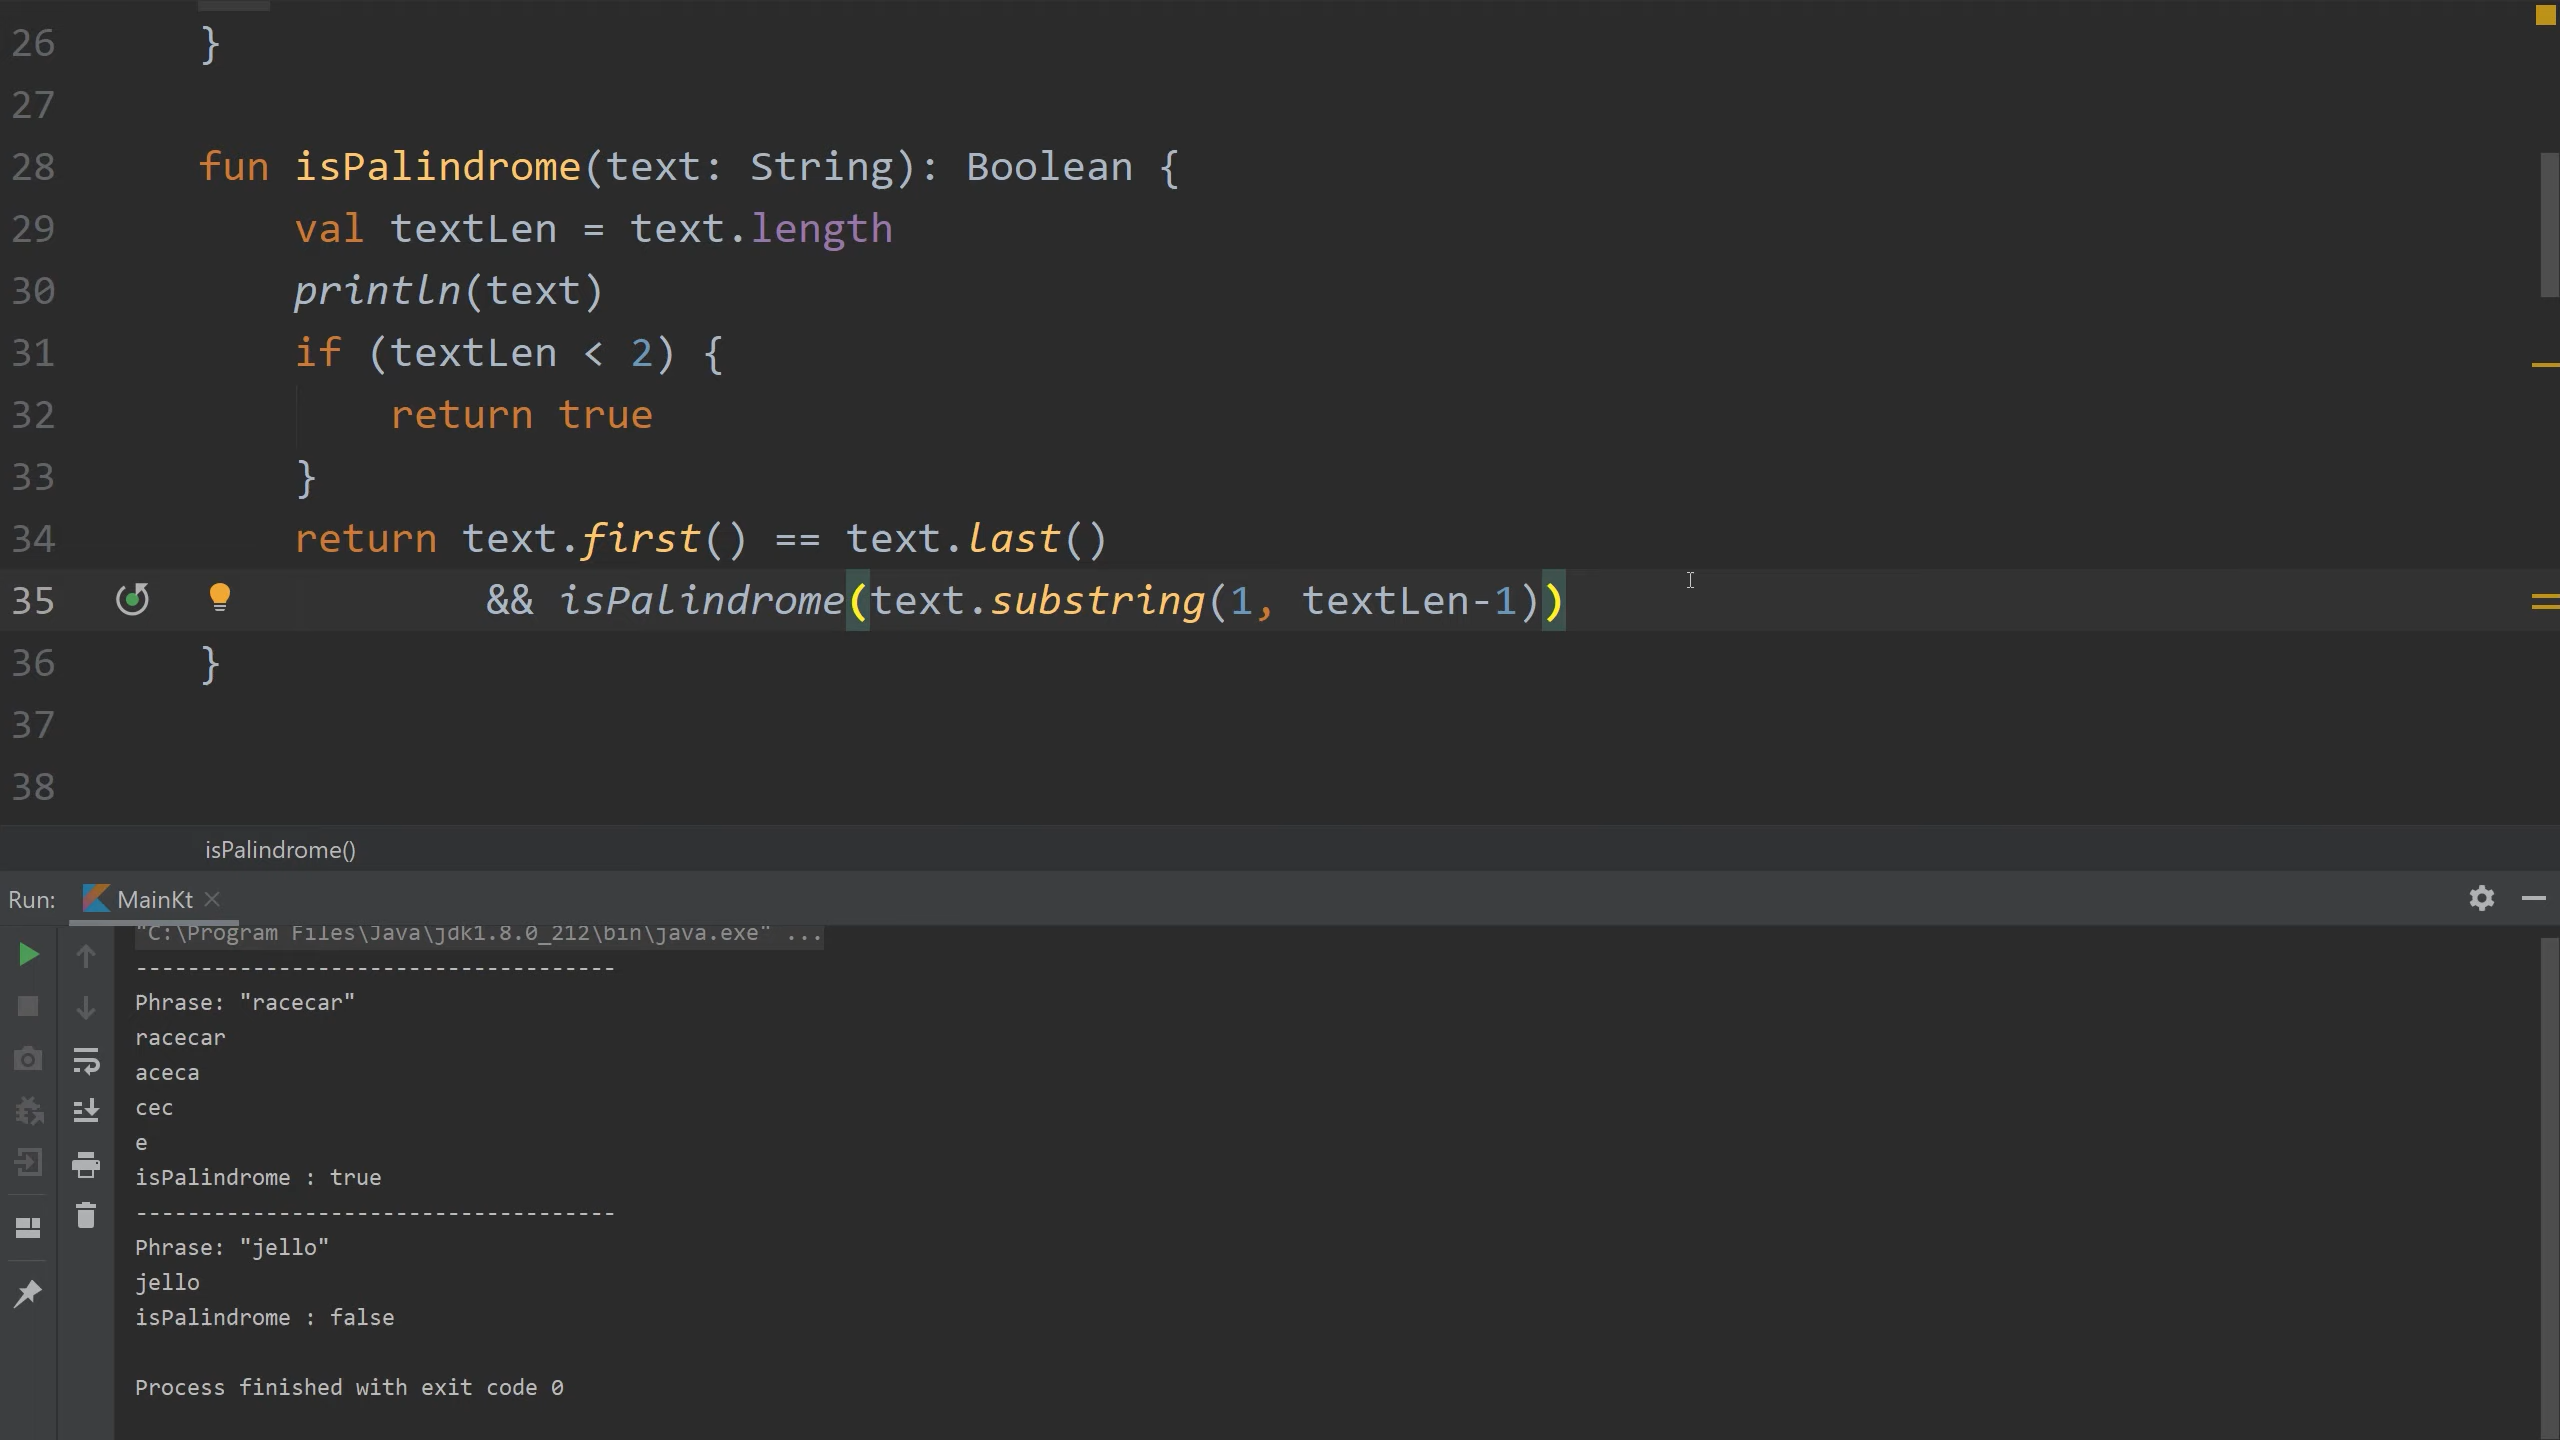 26 }
27
28 fun isPalindrome(text: String): Boolean {
29 val textLen = text.length
30 println(text)
31 if (textLen < 2) {
32 return true
33 }
34 return text.first() == text.last()
35 && isPalindrome(text.substring(1, textLen-1))
36 }
37
38
isPalindrome()
Run: MainKt
"C:\Program Files\Java\jdk1.8.0_212\bin\java.exe" ...
-------------------------------------
Phrase: "racecar"
racecar
aceca
cec
e
isPalindrome : true
-------------------------------------
Phrase: "jello"
jello
isPalindrome : false
Process finished with exit code 0